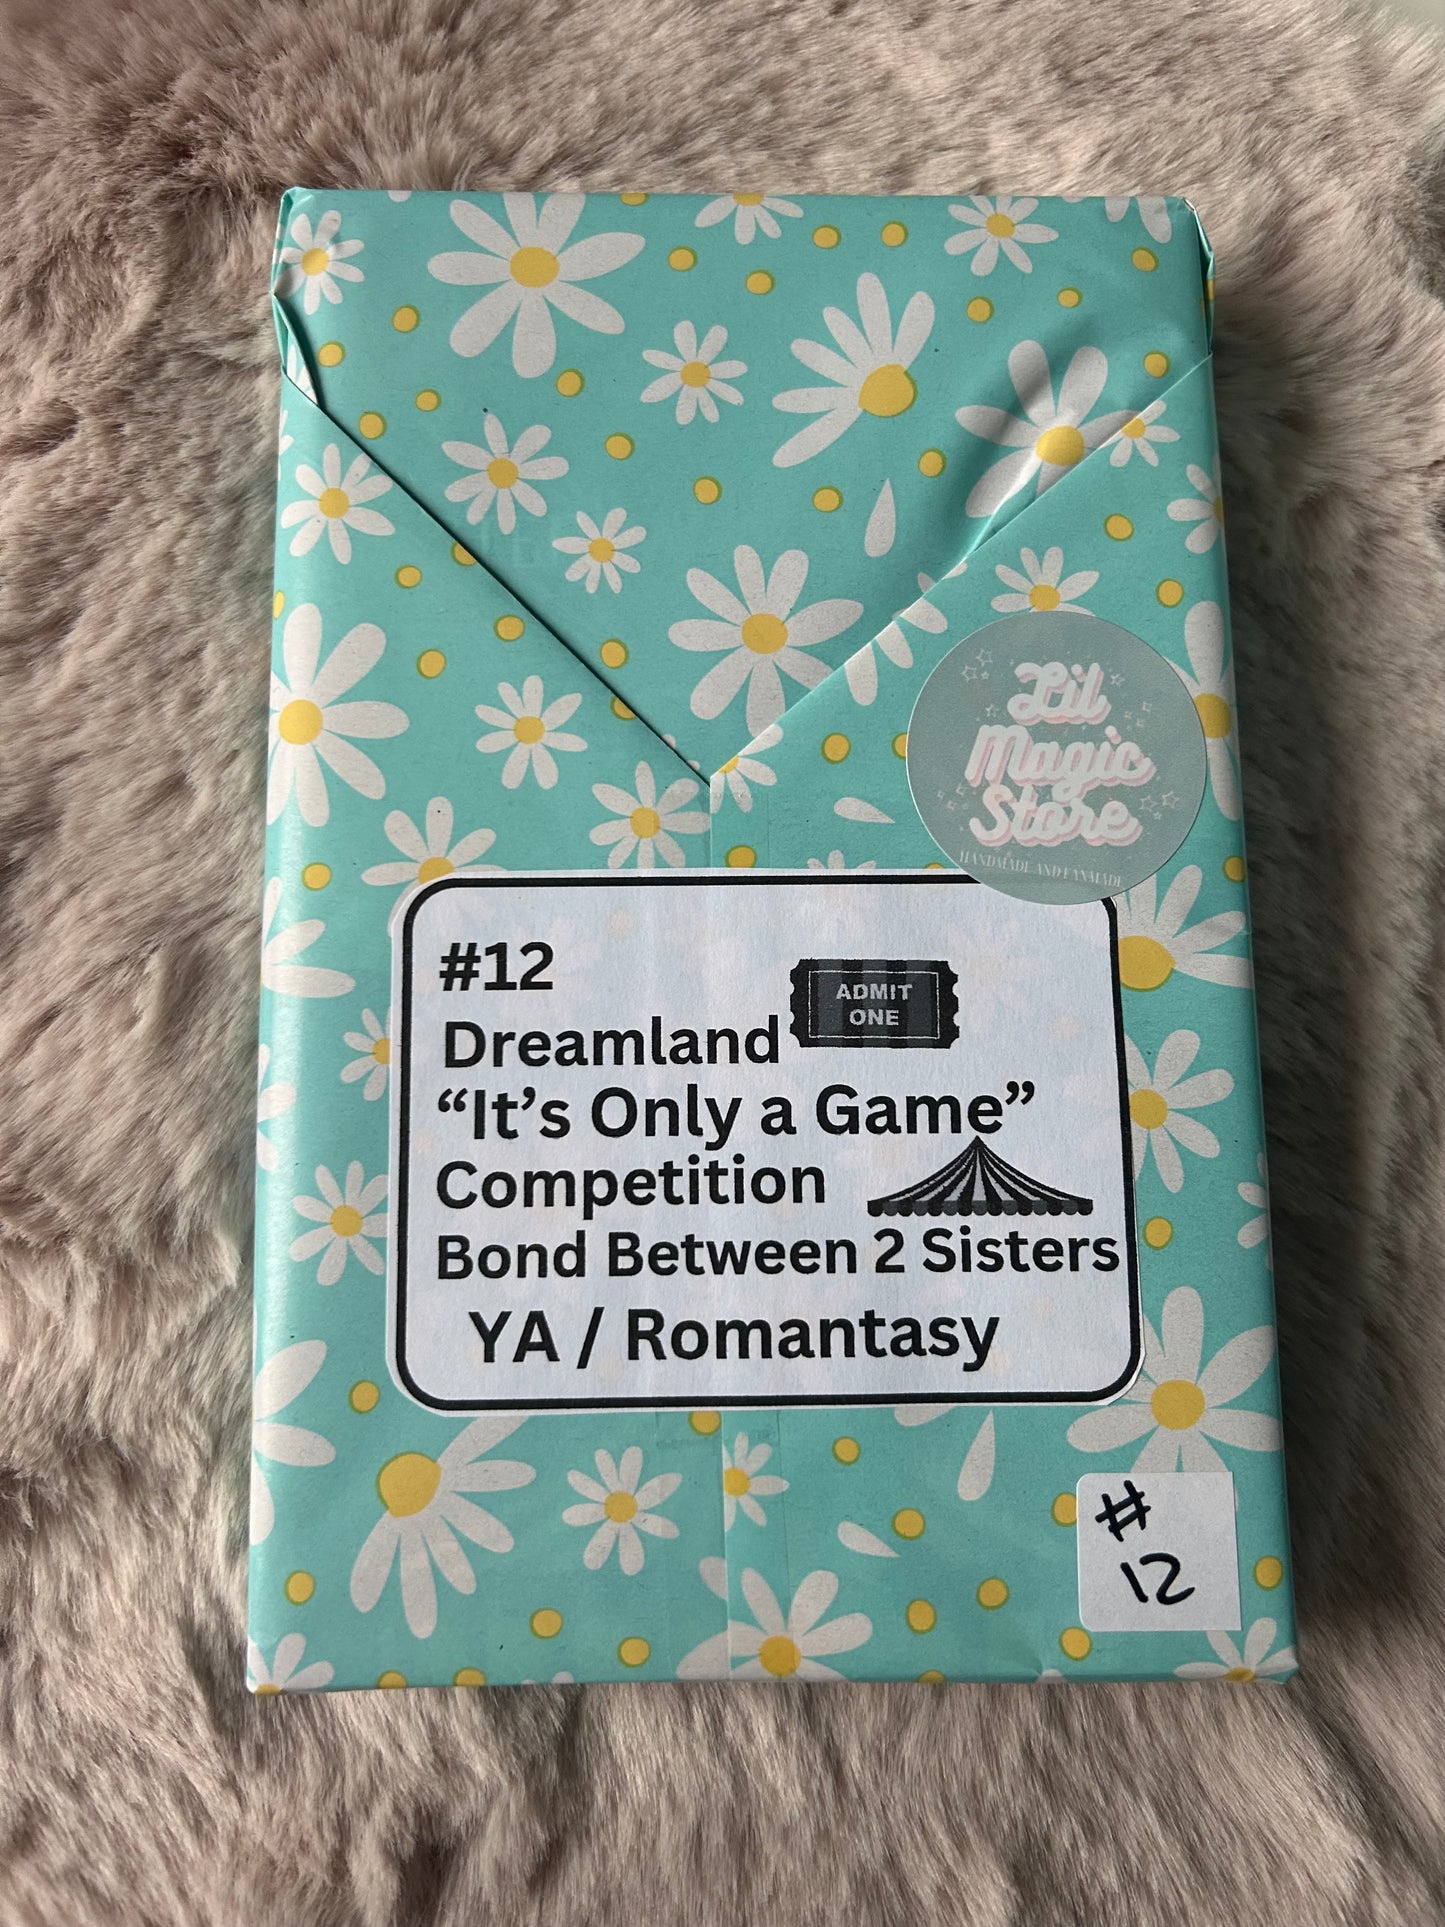 Lil
Magic
Store
HANDMADE AND FANMADE
#12
ADMIT
ONE
Dreamland
“It’s Only a Game”
Competition
Bond Between 2 Sisters
YA / Romantasy
#
12